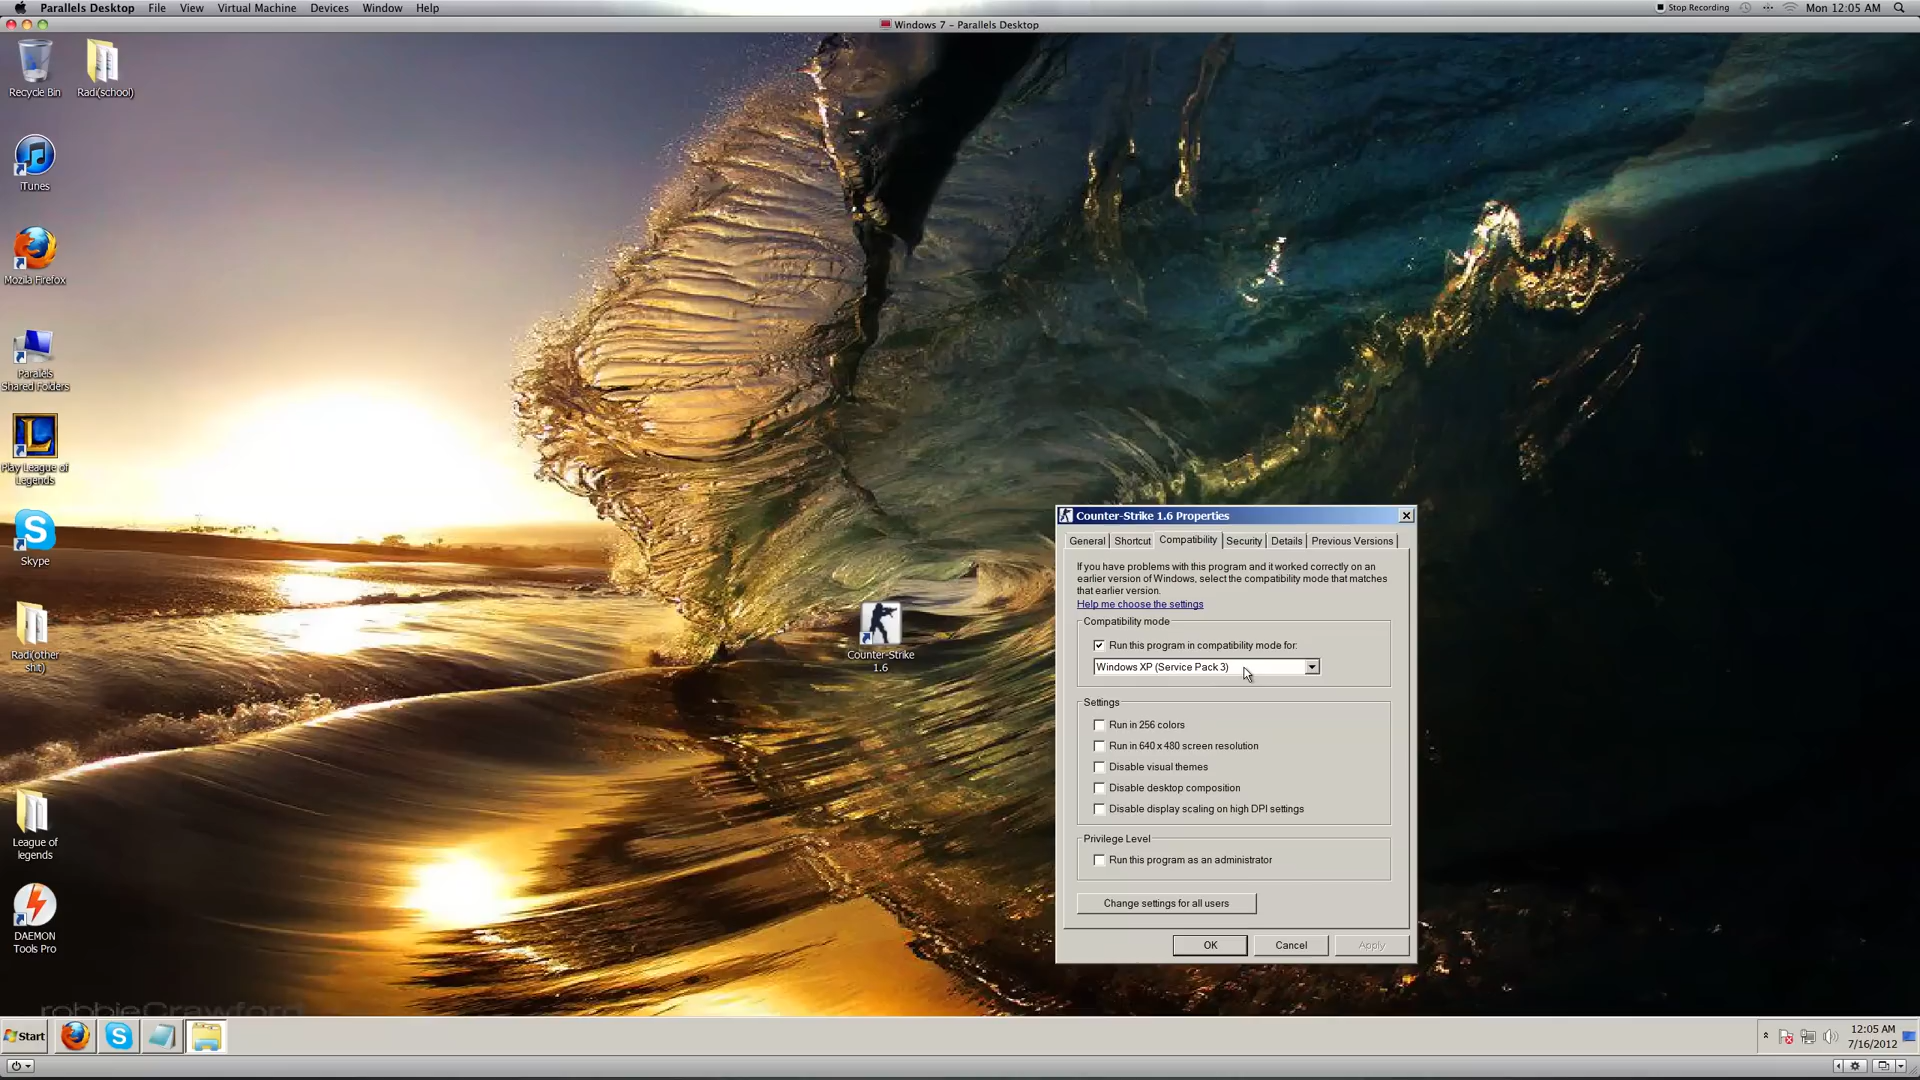 Parallels Desktop File View Virtual Machine Devices Window Help
Stop Recording Mon 12:05 AM
Windows 7 - Parallels Desktop
Recycle Bin
Radi(school)
iTunes
Mozilla Firefox
Parallels
Shared Folders
Play League of
Legends
Skype
Radi(other
shit)
League of
legends
DAEMON
Tools Pro
Counter-Strike
1.6
Counter-Strike 1.6 Properties
General Shortcut Compatibility Security Details Previous Versions
If you have problems with this program and it worked correctly on an
earlier version of Windows, select the compatibility mode that matches
that earlier version.
Help me choose the settings
Compatibility mode
Run this program in compatibility mode for:
Windows XP (Service Pack 3)
Settings
Run in 256 colors
Run in 640 x 480 screen resolution
Disable visual themes
Disable desktop composition
Disable display scaling on high DPI settings
Privilege Level
Run this program as an administrator
Change settings for all users
OK Cancel Apply
robbieCrawford
Start
12:05 AM
7/16/2012